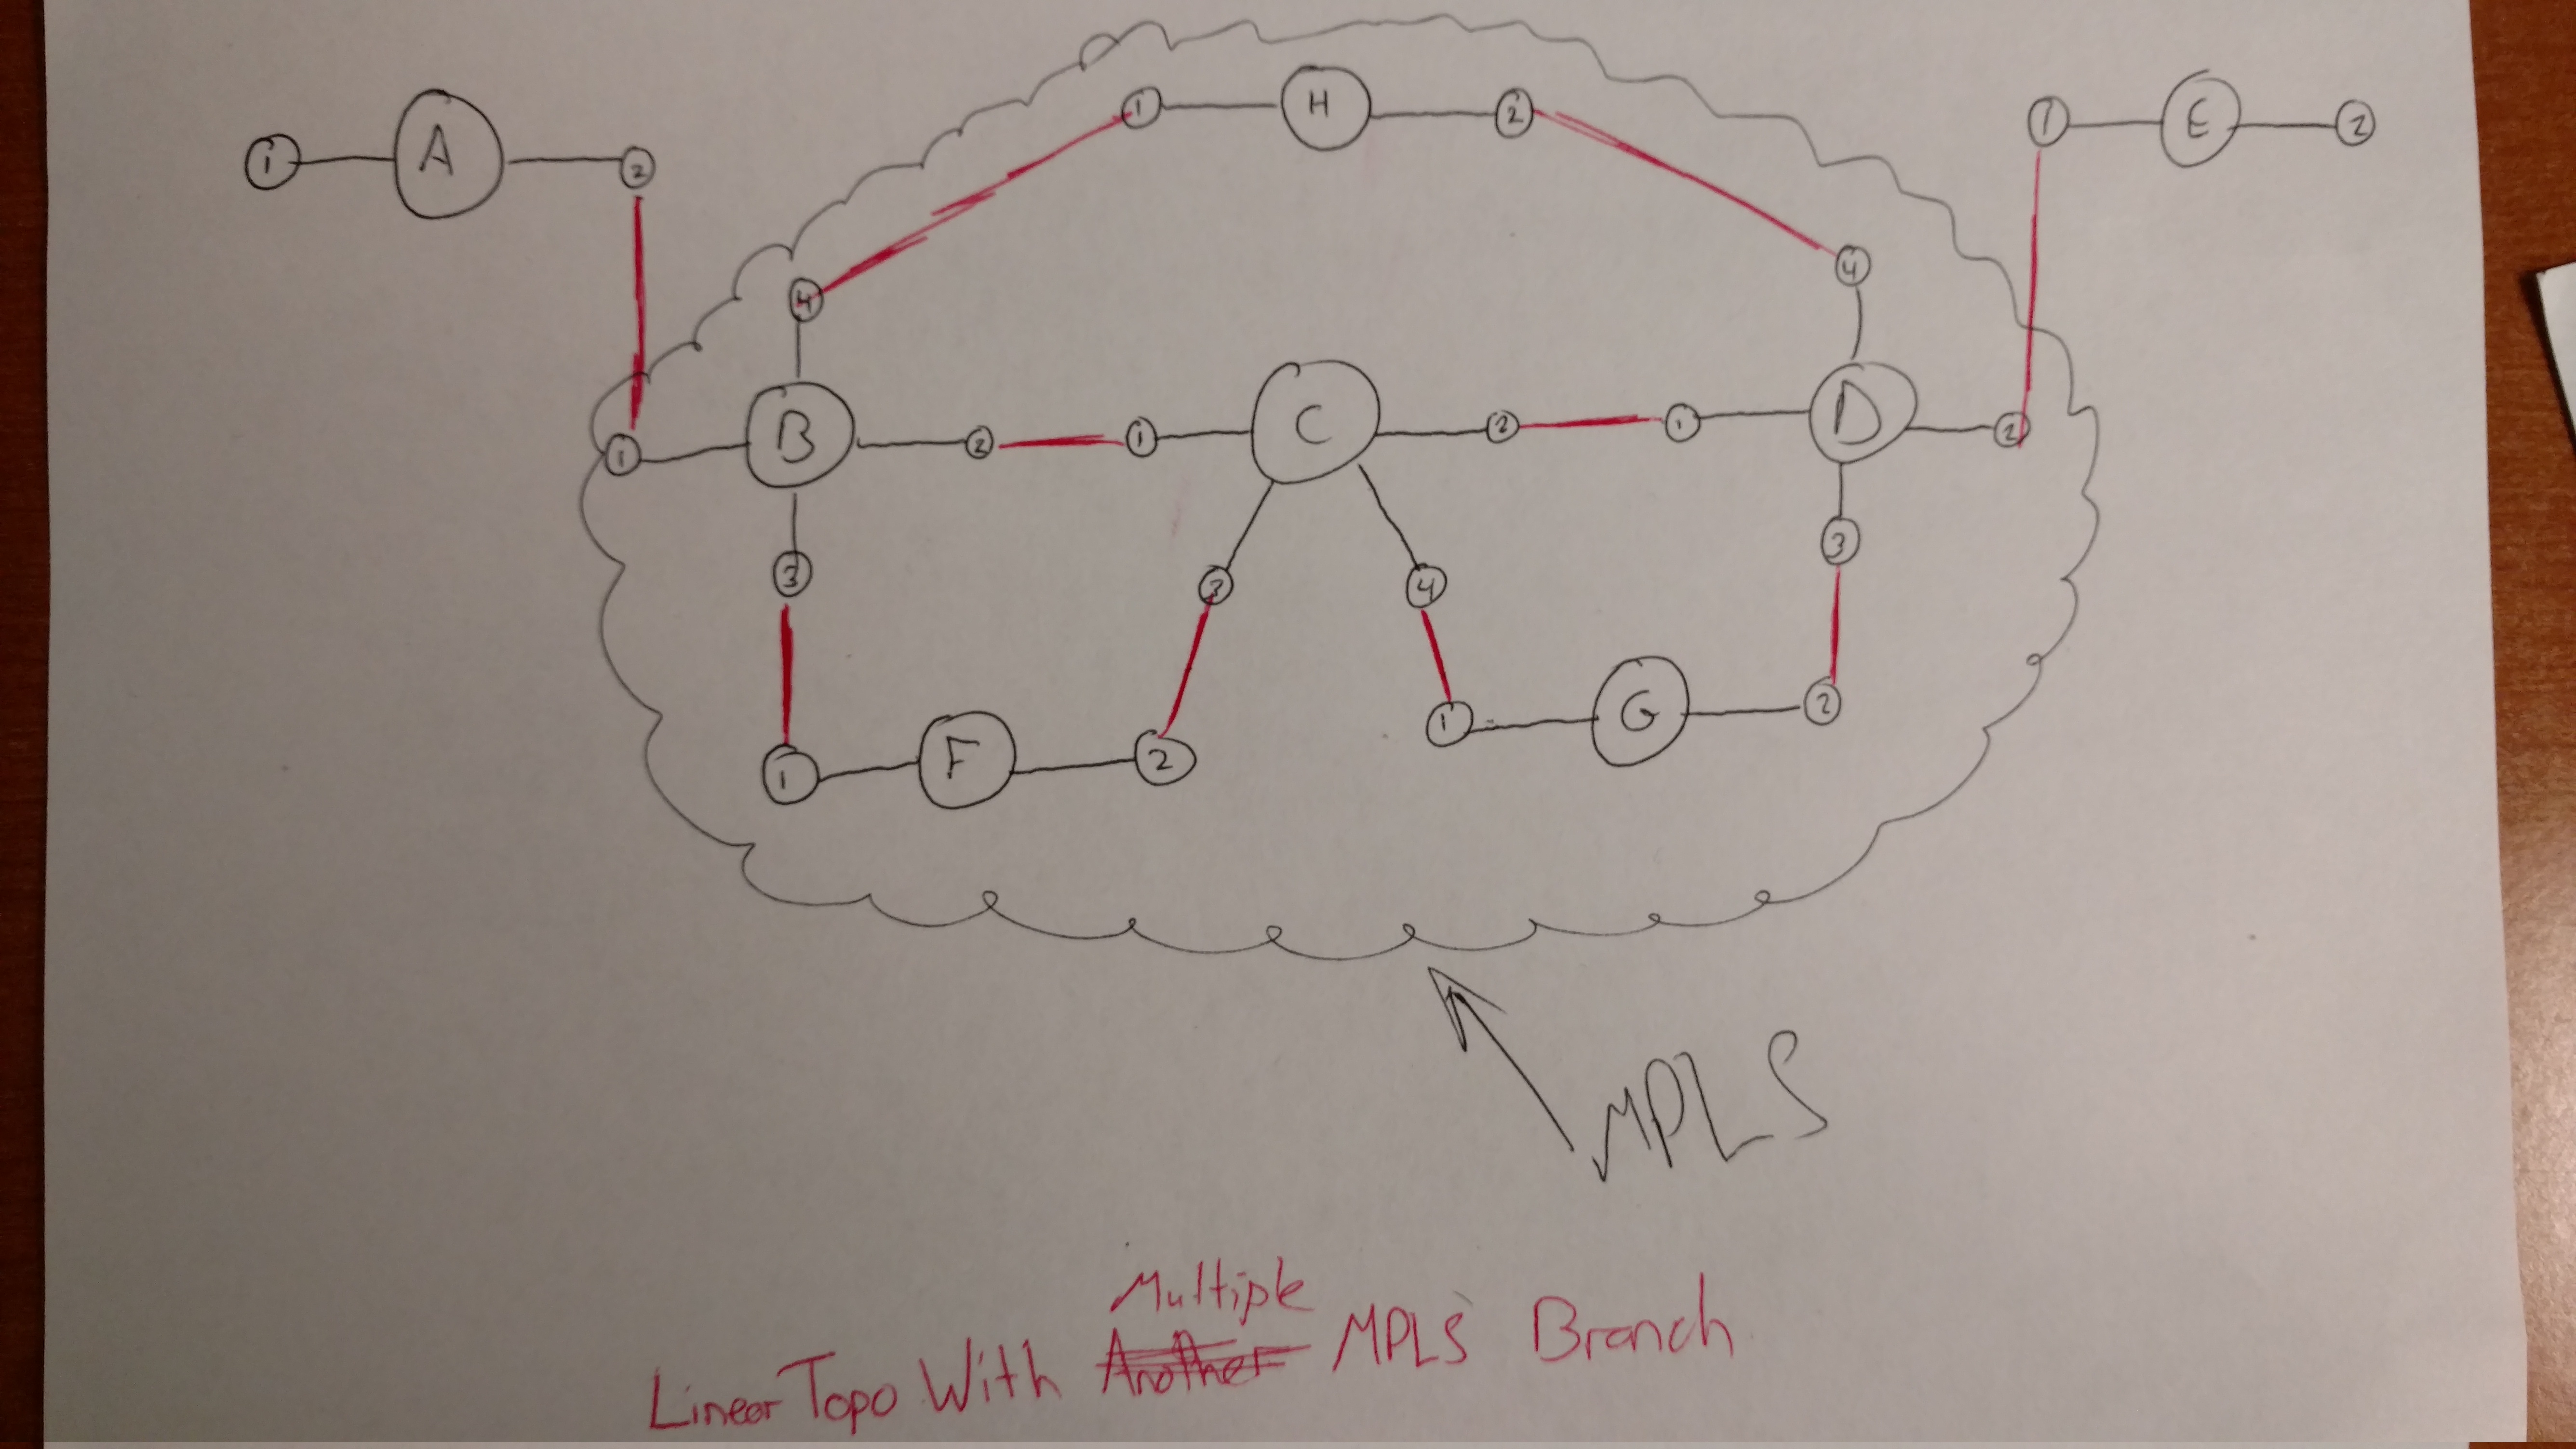 1 H 2
1 A 2
1 E 2
4
4
1 B 2 1 C 2 1 D 2
3
3 4
3
1 F 2
1 G 2
MPLS
Multiple
Linear Topo With Another MPLS Branch